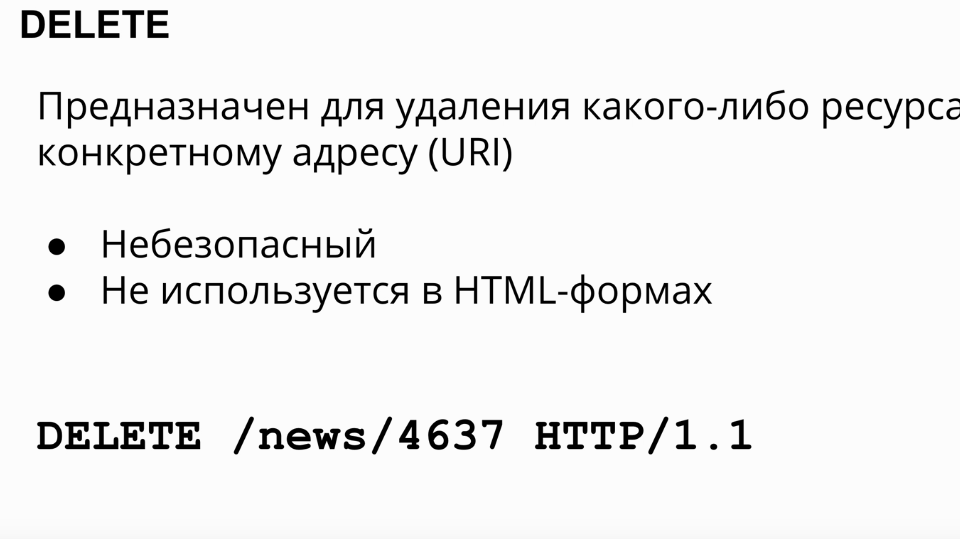 DELETE
Предназначен для удаления какого-либо ресурса
конкретному адресу (URI)
● Небезопасный
● Не используется в HTML-формах
DELETE /news/4637 HTTP/1.1